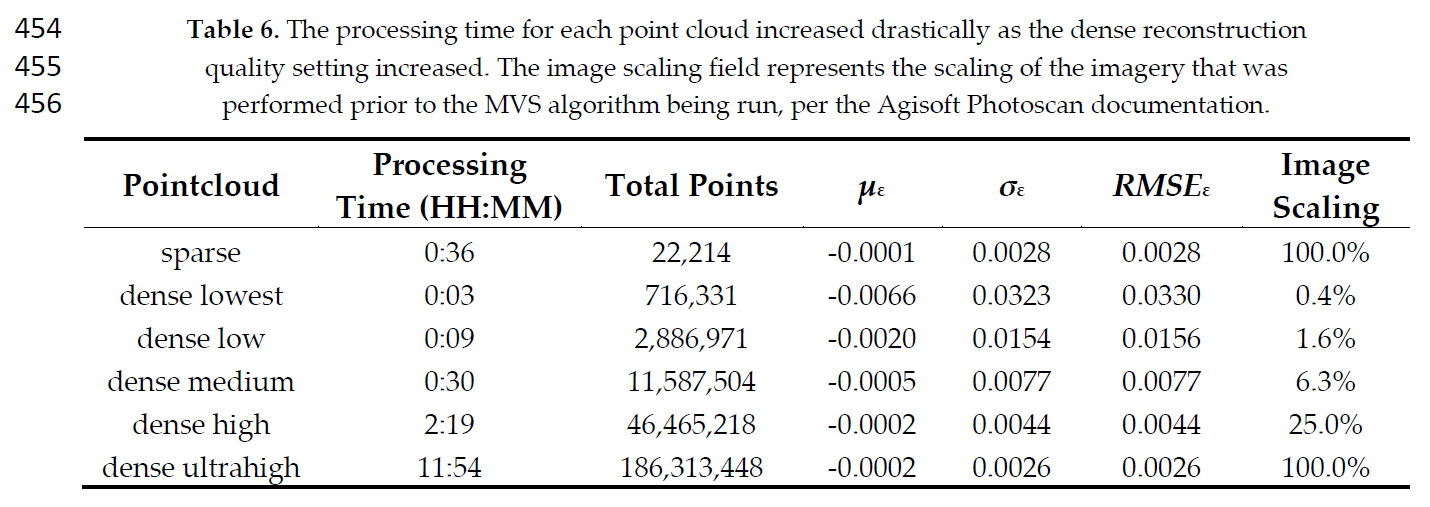 454 Table 6. The processing time for each point cloud increased drastically as the dense reconstruction
455 quality setting increased. The image scaling field represents the scaling of the imagery that was
456 performed prior to the MVS algorithm being run, per the Agisoft Photoscan documentation.
Pointcloud Processing Time (HH:MM) Total Points με σε RMSEε Image Scaling
sparse 0:36 22,214 -0.0001 0.0028 0.0028 100.0%
dense lowest 0:03 716,331 -0.0066 0.0323 0.0330 0.4%
dense low 0:09 2,886,971 -0.0020 0.0154 0.0156 1.6%
dense medium 0:30 11,587,504 -0.0005 0.0077 0.0077 6.3%
dense high 2:19 46,465,218 -0.0002 0.0044 0.0044 25.0%
dense ultrahigh 11:54 186,313,448 -0.0002 0.0026 0.0026 100.0%